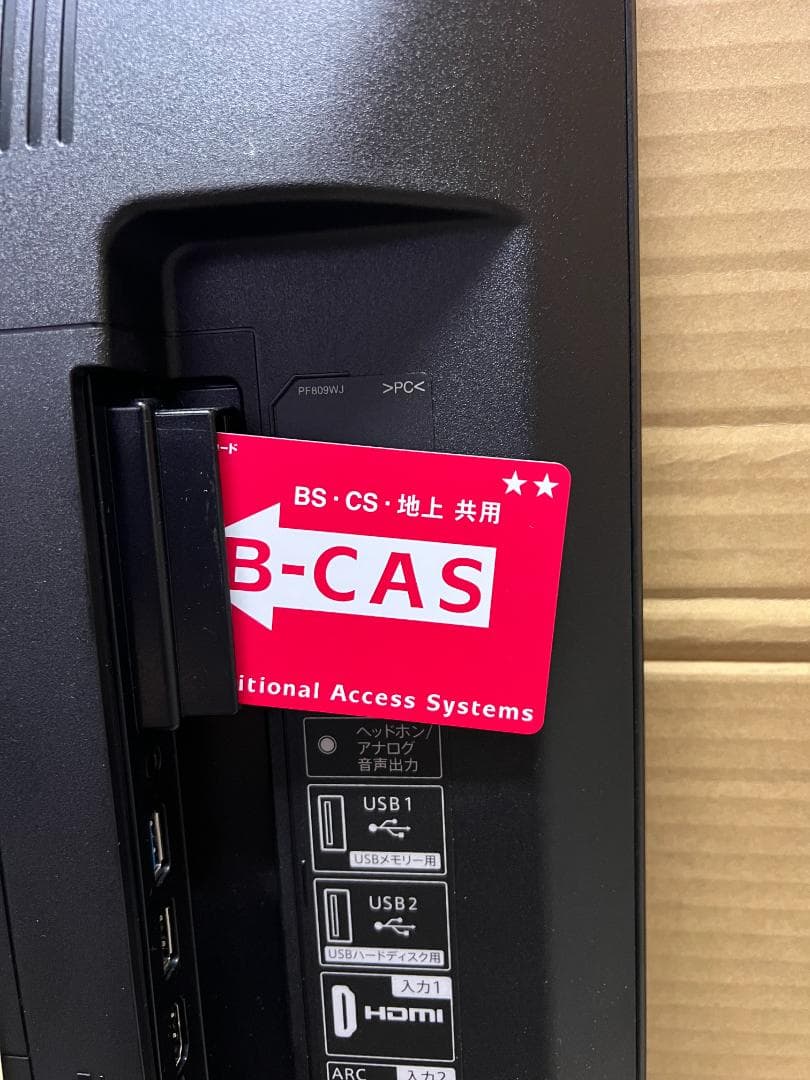 PF809WJ >PC<
ード
★★
BS・CS・地上 共用
B-CAS
itional Access Systems
ヘッドホン/
アナログ
音声出力
USB1
USBメモリー用
USB2
USBハードディスク用
入力1
HDMI
ARC 入力2